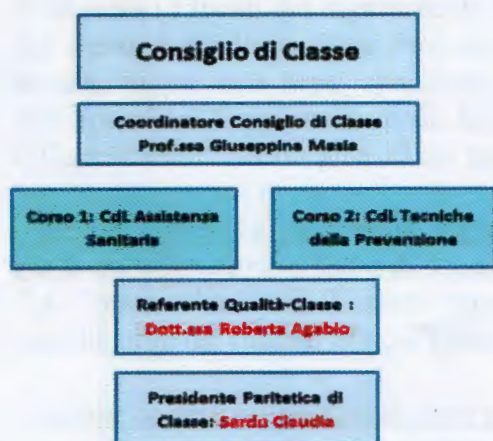 Consiglio di Classe
Coordinatore Consiglio di Classe
Prof.ssa Giuseppina Masia
Corso 1: CdL Assistenza
Sanitaria
Corso 2: CdL Tecniche
della Prevenzione
Referente Qualità-Classe :
Dott.ssa Roberta Agabio
Presidente Paritetica di
Classe: Sardu Claudia